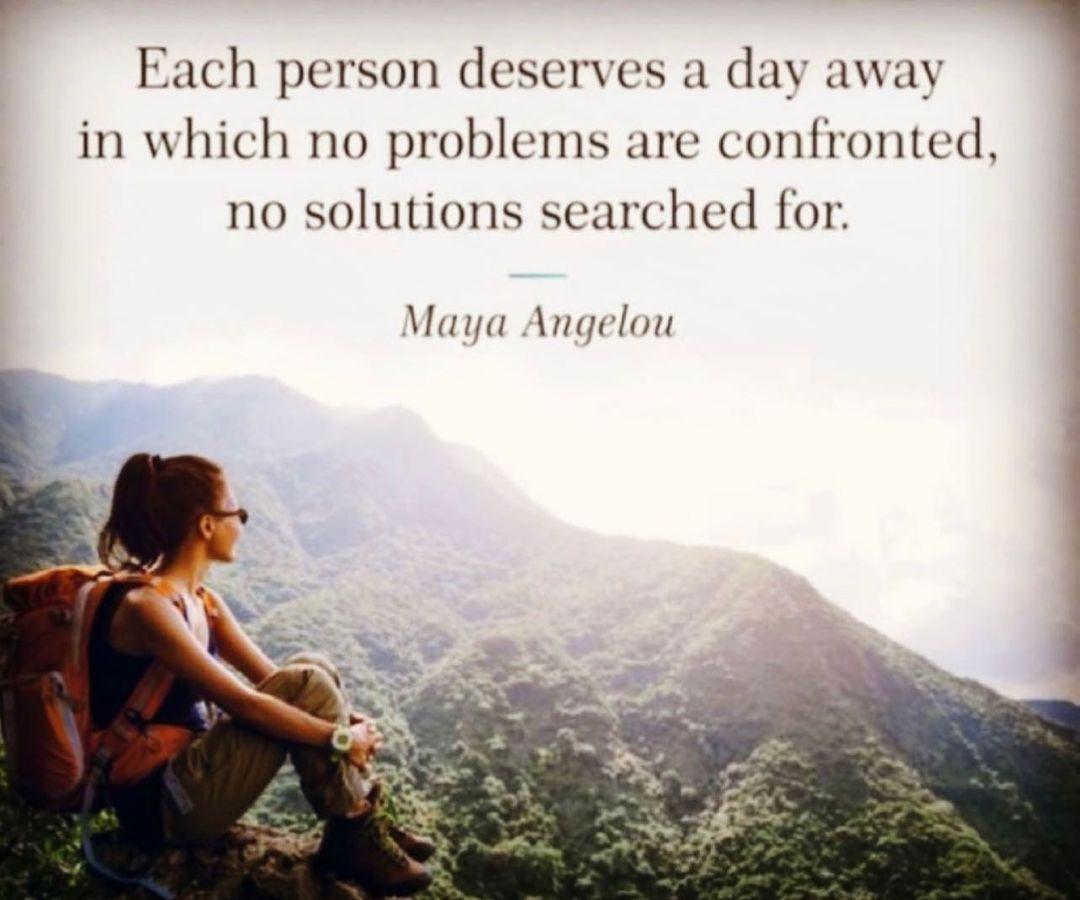 Each person deserves a day away
in which no problems are confronted,
no solutions searched for.
Maya Angelou